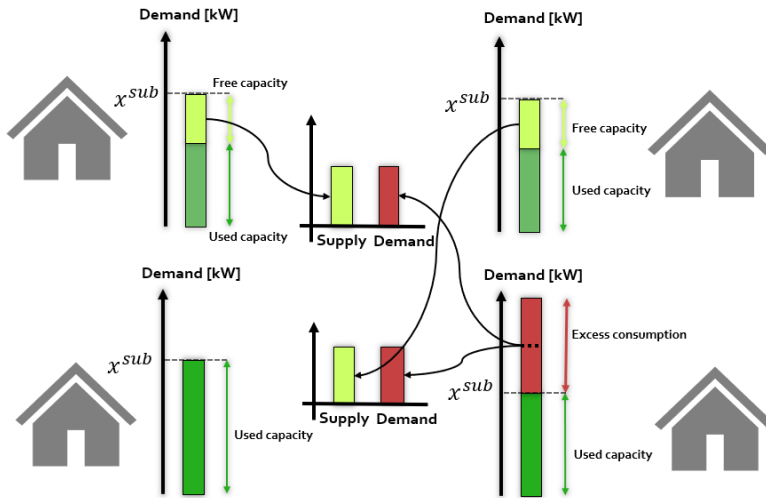 Demand [kW]
x^sub
Free capacity
Used capacity
Demand [kW]
x^sub
Free capacity
Used capacity
Supply Demand
Demand [kW]
x^sub
Used capacity
Demand [kW]
Excess consumption
x^sub
Used capacity
Supply Demand